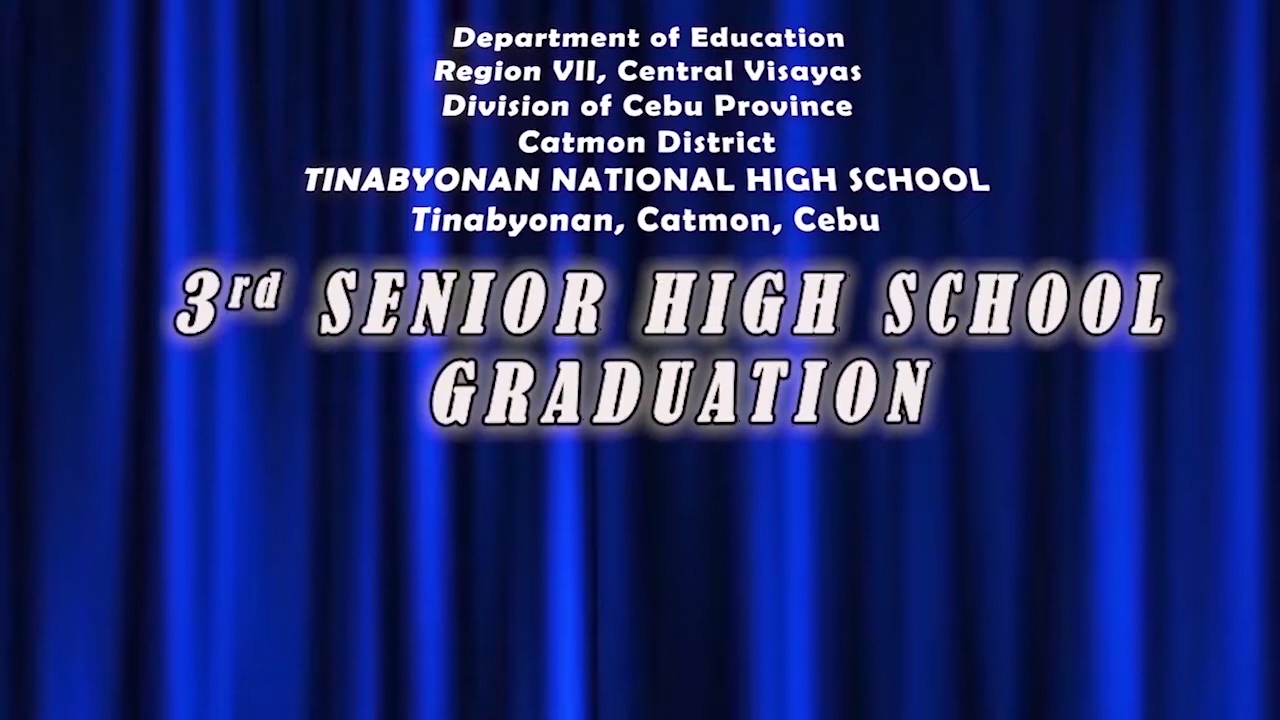 Department of Education
Region VII, Central Visayas
Division of Cebu Province
Catmon District
TINABYONAN NATIONAL HIGH SCHOOL
Tinabyonan, Catmon, Cebu
3rd SENIOR HIGH SCHOOL
GRADUATION